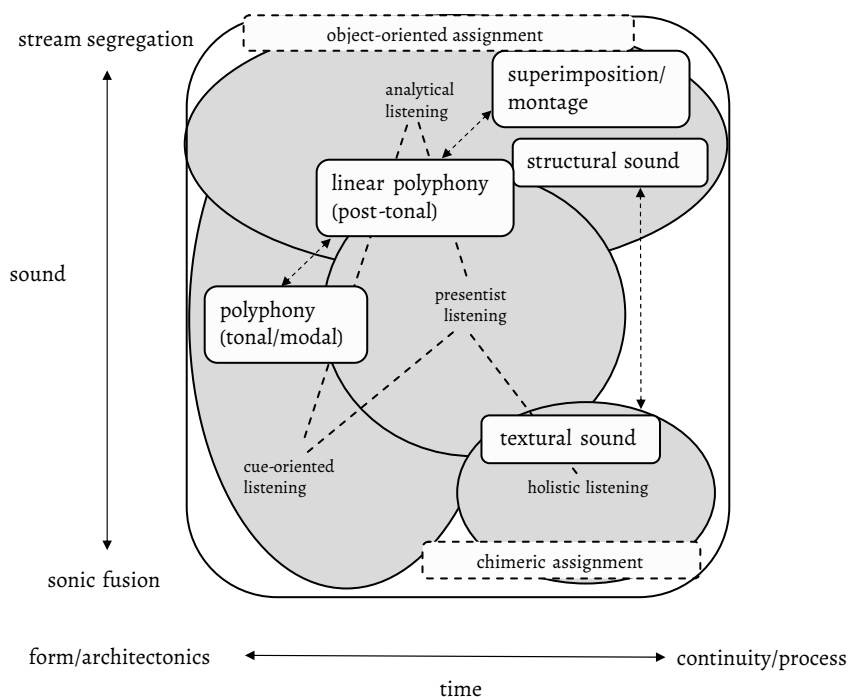 stream segregation
object-oriented assignment
superimposition/
montage
analytical
listening
structural sound
linear polyphony
(post-tonal)
sound
presentist
listening
polyphony
(tonal/modal)
textural sound
cue-oriented
listening
holistic listening
chimeric assignment
sonic fusion
form/architectonics
continuity/process
time